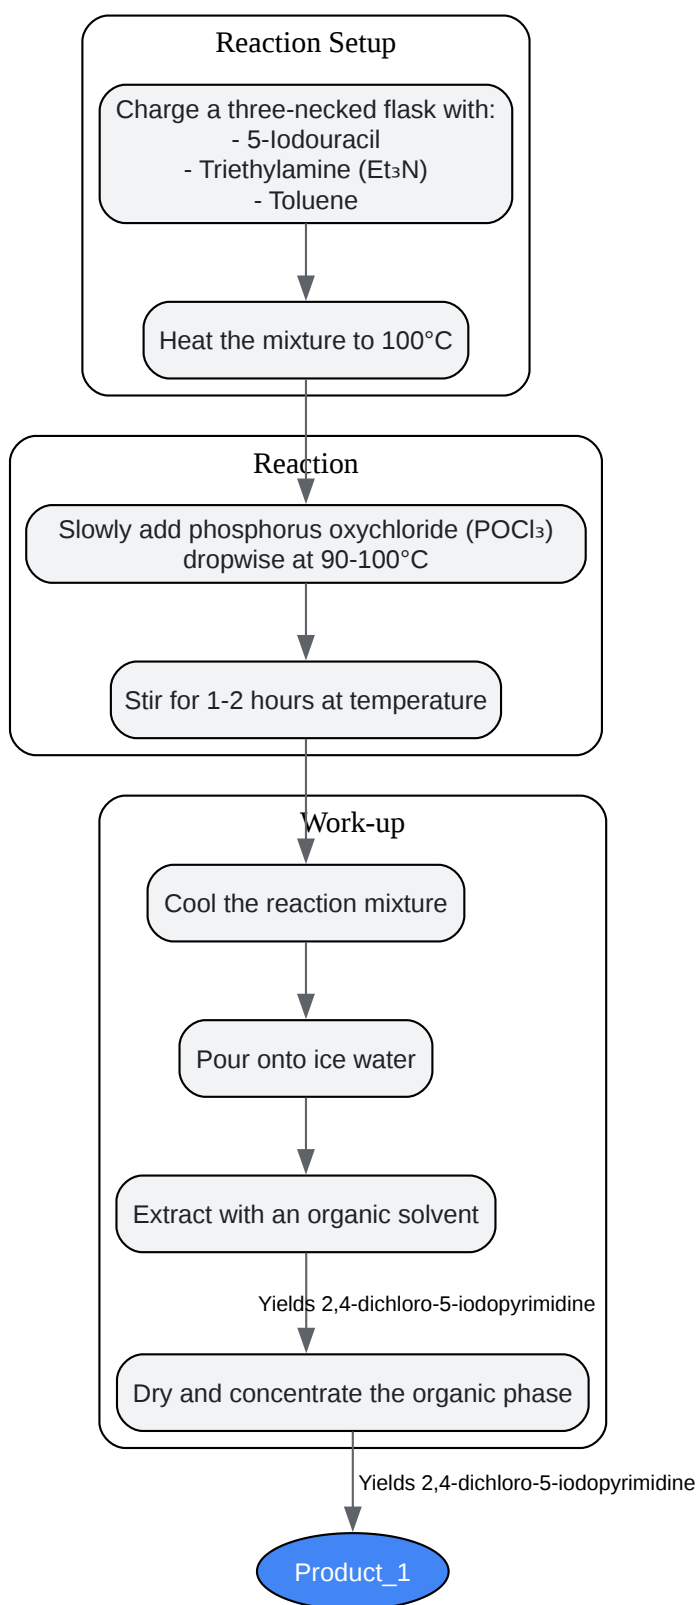 Reaction Setup
Charge a three-necked flask with:
- 5-Iodouracil
- Triethylamine (Et₃N)
- Toluene
Heat the mixture to 100°C
Reaction
Slowly add phosphorus oxychloride (POCl₃)
dropwise at 90-100°C
Stir for 1-2 hours at temperature
Work-up
Cool the reaction mixture
Pour onto ice water
Extract with an organic solvent
Yields 2,4-dichloro-5-iodopyrimidine
Dry and concentrate the organic phase
Yields 2,4-dichloro-5-iodopyrimidine
Product_1